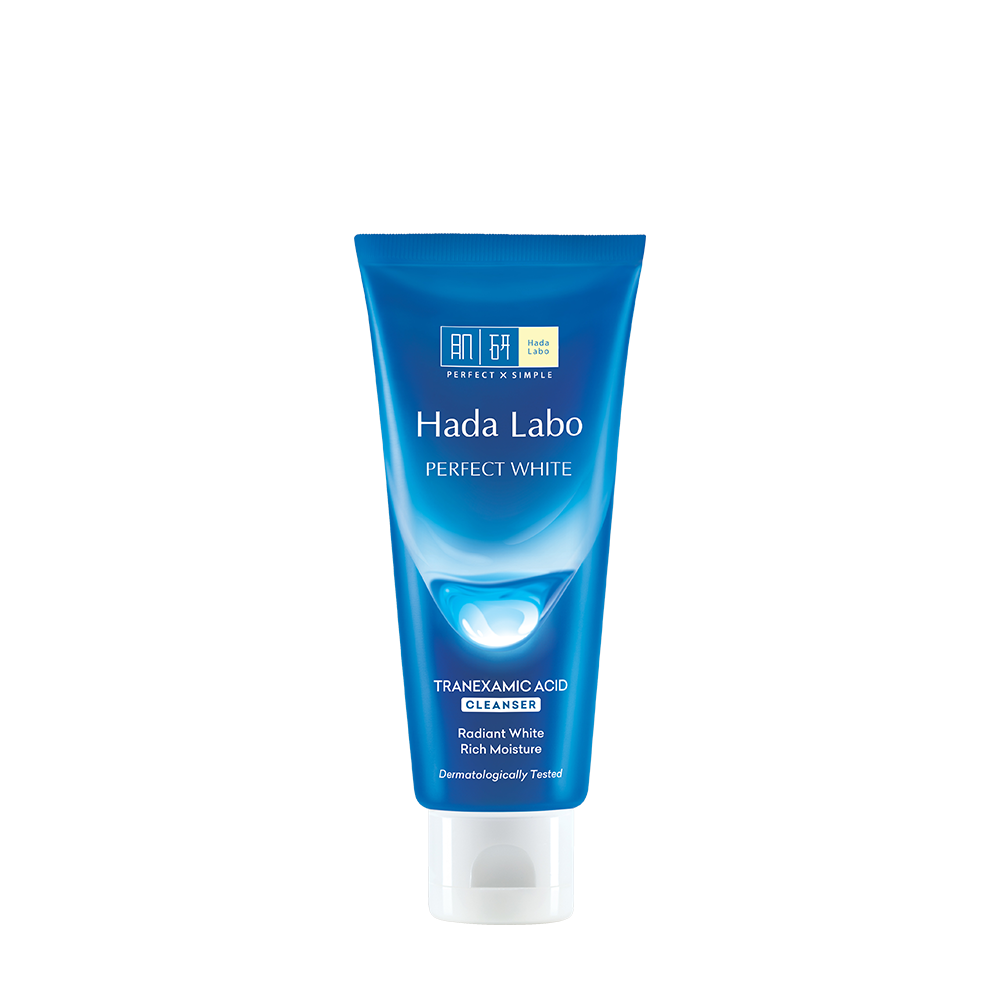 肌研 Hada
Labo
PERFECT X SIMPLE
Hada Labo
PERFECT WHITE
TRANEXAMIC ACID
CLEANSER
Radiant White
Rich Moisture
Dermatologically Tested